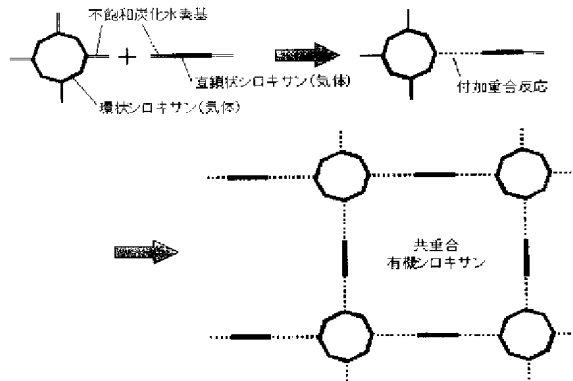 不飽和炭化水素基
直鎖状シロキサン(気体)
環状シロキサン(気体)
付加重合反応
共重合
有機シロキサン